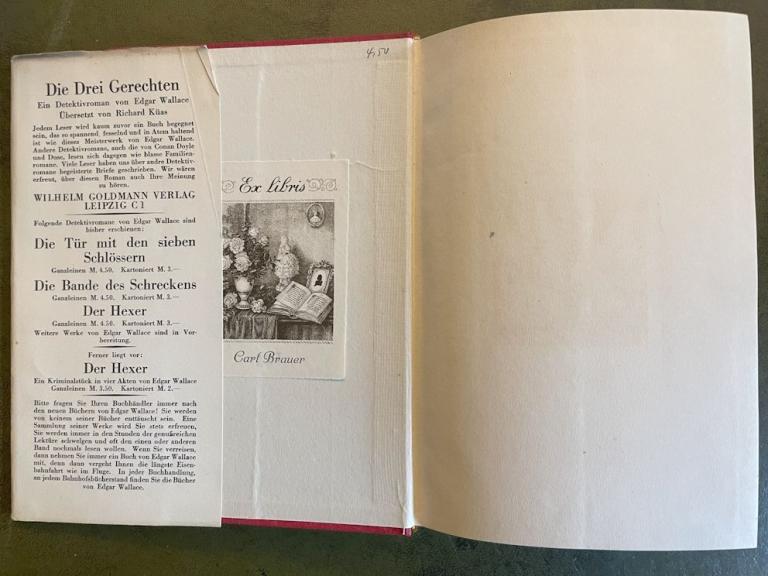 Die Drei Gerechten
Ein Detektivroman von Edgar Wallace
Übersetzt von Richard Küas
Jedem Leser wird kaum zuvor ein Buch begegnet
sein, das so spannend, fesselnd und in Atem haltend
ist wie dieses Meisterwerk von Edgar Wallace.
Andere Detektivromane, auch die von Conan Doyle
und Duse, lesen sich dagegen wie blasse Familien-
romane. Viele Leser haben uns über andre Detektiv-
romane begeisterte Briefe geschrieben. Wir wären
erfreut, über diesen Roman auch Ihre Meinung
zu hören.
WILHELM GOLDMANN VERLAG
LEIPZIG C 1
Folgende Detektivromane von Edgar Wallace sind
bisher erschienen:
Die Tür mit den sieben
Schlössern
Ganzleinen M. 4.50, Kartoniert M. 3.—
Die Bande des Schreckens
Ganzleinen M. 4.50, Kartoniert M. 3.—
Der Hexer
Ganzleinen M. 4.50, Kartoniert M. 3.—
Weitere Werke von Edgar Wallace sind in Vor-
bereitung.
Ferner liegt vor:
Der Hexer
Ein Kriminalstück in vier Akten von Edgar Wallace
Ganzleinen M. 3.50, Kartoniert M. 2.—
Bitte fragen Sie Ihren Buchhändler immer nach
den neuen Büchern von Edgar Wallace! Sie werden
von keinem seiner Bücher enttäuscht sein. Eine
Sammlung seiner Werke wird Sie stets erfreuen,
Sie werden immer in den Stunden der genußreichen
Lektüre schwelgen und oft den einen oder anderen
Band nochmals lesen wollen. Wenn Sie verreisen,
dann nehmen Sie immer ein Buch von Edgar Wallace
mit, denn dann vergeht Ihnen die längste Eisen-
bahnfahrt wie im Fluge. In jeder Buchhandlung,
an jedem Bahnhofsbücherstand finden Sie die Bücher
von Edgar Wallace.
4,50
Ex libris
Carl Brauer